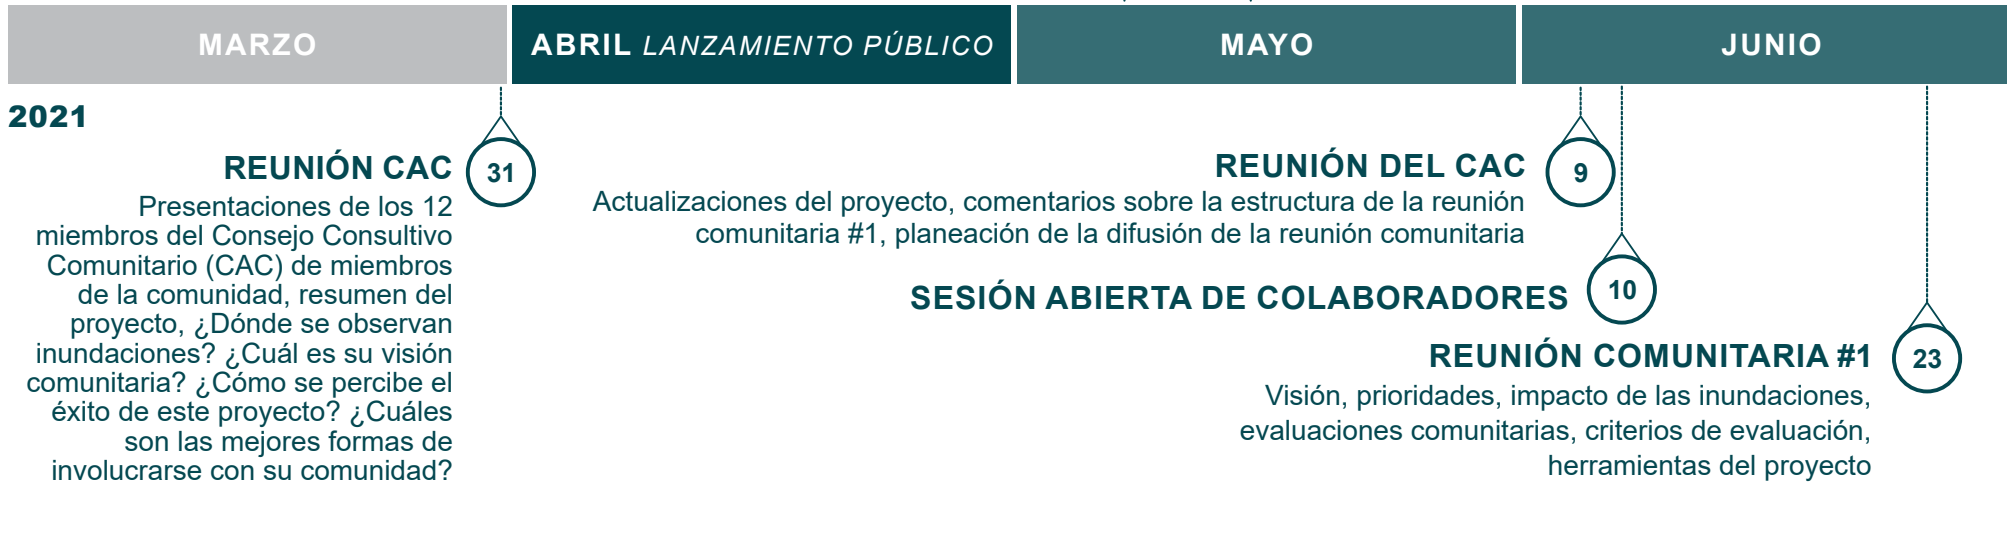 MARZO
ABRIL LANZAMIENTO PÚBLICO
MAYO
JUNIO
2021
REUNIÓN CAC
31
Presentaciones de los 12
miembros del Consejo Consultivo
Comunitario (CAC) de miembros
de la comunidad, resumen del
proyecto, ¿Dónde se observan
inundaciones? ¿Cuál es su visión
comunitaria? ¿Cómo se percibe el
éxito de este proyecto? ¿Cuáles
son las mejores formas de
involucrarse con su comunidad?
REUNIÓN DEL CAC
9
Actualizaciones del proyecto, comentarios sobre la estructura de la reunión
comunitaria #1, planeación de la difusión de la reunión comunitaria
SESIÓN ABIERTA DE COLABORADORES
10
REUNIÓN COMUNITARIA #1
23
Visión, prioridades, impacto de las inundaciones,
evaluaciones comunitarias, criterios de evaluación,
herramientas del proyecto